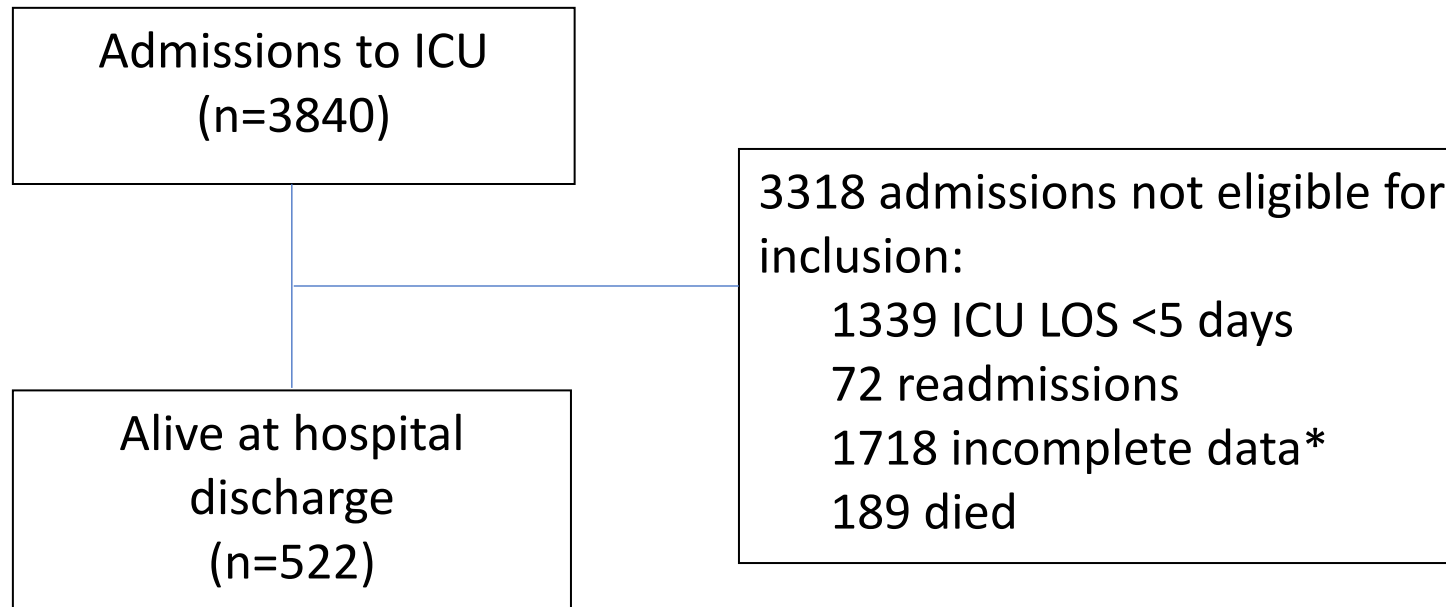 Admissions to ICU
(n=3840)
3318 admissions not eligible for
inclusion:
1339 ICU LOS <5 days
72 readmissions
1718 incomplete data*
189 died
Alive at hospital
discharge
(n=522)